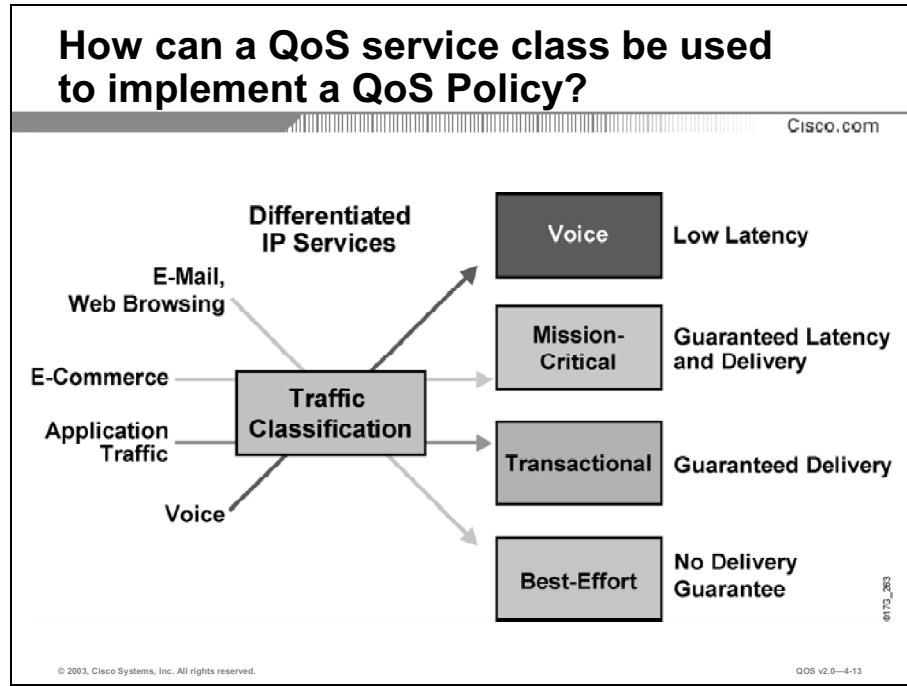 How can a QoS service class be used
to implement a QoS Policy?
Cisco.com
Differentiated
IP Services
E-Mail,
Web Browsing
E-Commerce
Application
Traffic
Voice
Traffic
Classification
Voice
Low Latency
Mission-
Critical
Guaranteed Latency
and Delivery
Transactional
Guaranteed Delivery
Best-Effort
No Delivery
Guarantee
© 2003, Cisco Systems, Inc. All rights reserved.
QOS v2.0—4-13